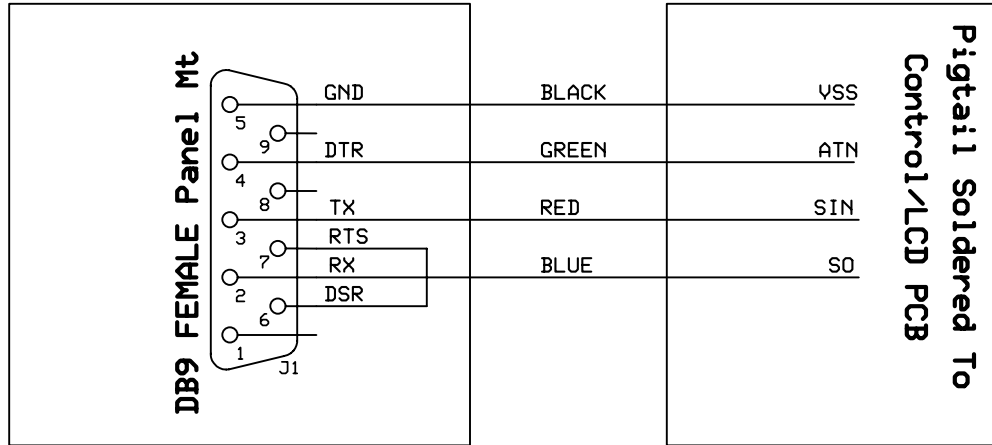 DB9 FEMALE Panel Mt
GND BLACK VSS
5
9
DTR GREEN ATN
4
8
TX RED SIN
3
RTS
7
RX BLUE SO
2
DSR
6
1
J1
Pigtail Soldered To
Control/LCD PCB